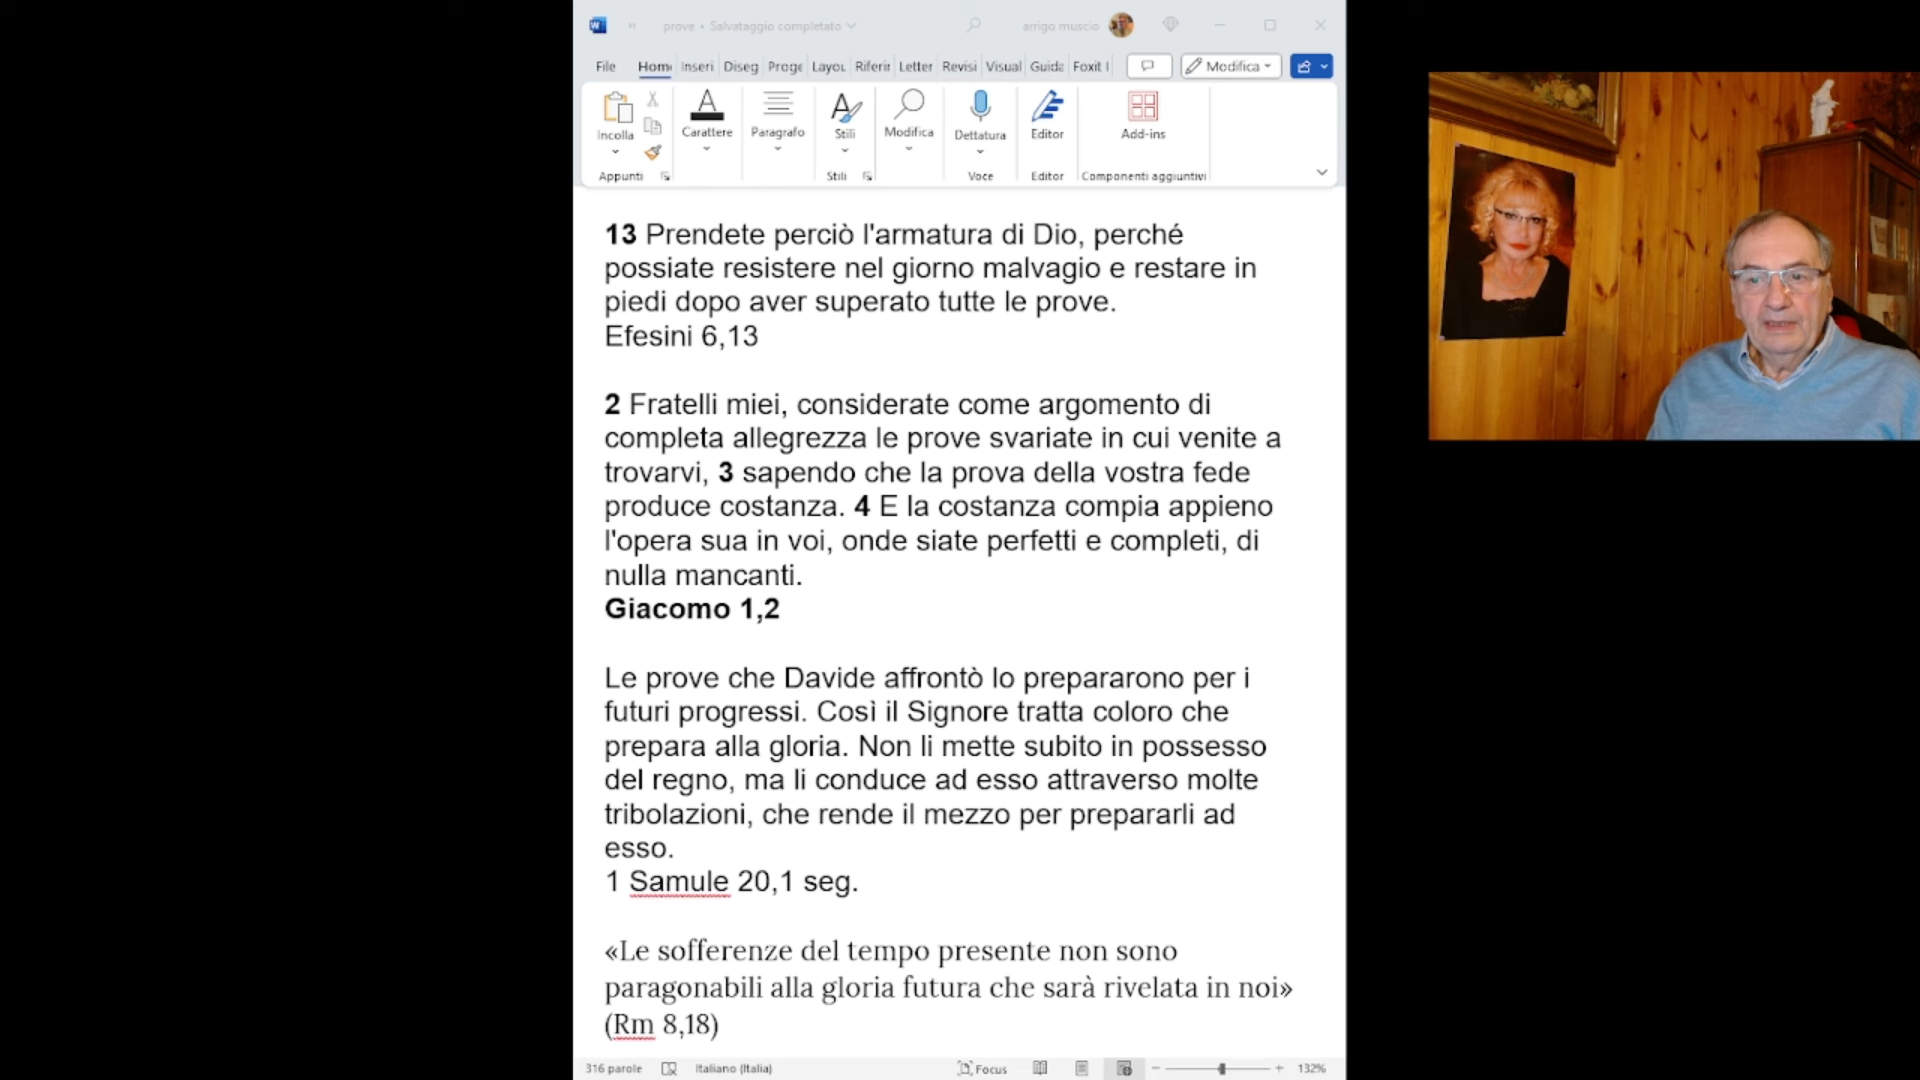 prove • Salvataggio completato
arrigo muscio
File Home Inseri Diseg Proge Layou Riferir Letter Revisi Visual Guida Foxit Modifica
Incolla Carattere Paragrafo Stili Modifica Dettatura Editor Add-ins
Appunti Stili Voce Editor Componenti aggiuntivi
13 Prendete perciò l'armatura di Dio, perché
possiate resistere nel giorno malvagio e restare in
piedi dopo aver superato tutte le prove.
Efesini 6,13
2 Fratelli miei, considerate come argomento di
completa allegrezza le prove svariate in cui venite a
trovarvi, 3 sapendo che la prova della vostra fede
produce costanza. 4 E la costanza compia appieno
l'opera sua in voi, onde siate perfetti e completi, di
nulla mancanti.
Giacomo 1,2
Le prove che Davide affrontò lo prepararono per i
futuri progressi. Così il Signore tratta coloro che
prepara alla gloria. Non li mette subito in possesso
del regno, ma li conduce ad esso attraverso molte
tribolazioni, che rende il mezzo per prepararli ad
esso.
1 Samule 20,1 seg.
«Le sofferenze del tempo presente non sono
paragonabili alla gloria futura che sarà rivelata in noi»
(Rm 8,18)
316 parole Italiano (Italia) Focus 132%